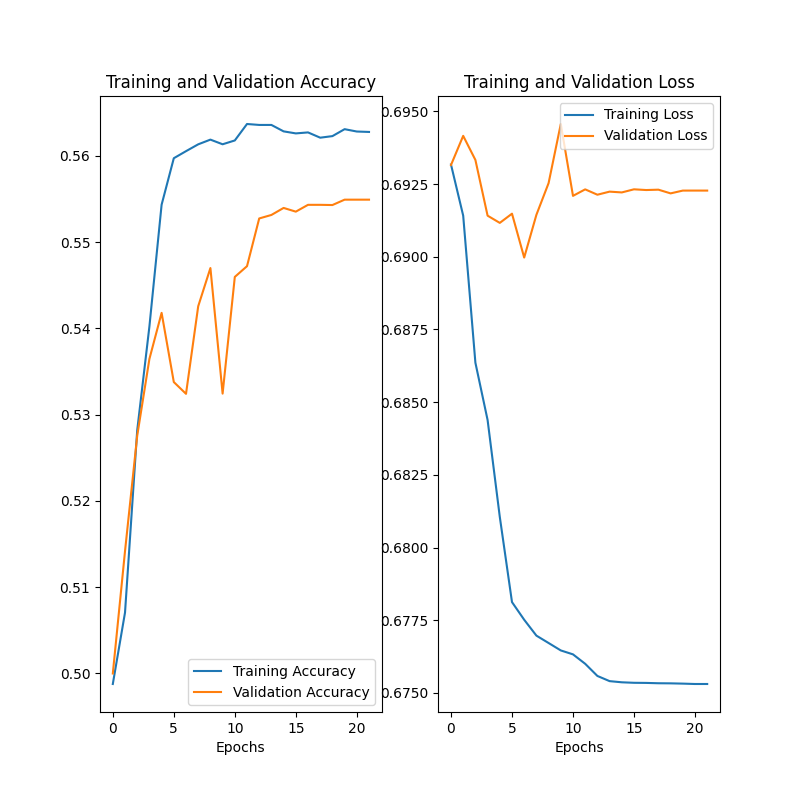 Training and Validation Accuracy
0.56
0.55
0.54
0.53
0.52
0.51
0.50
Training Accuracy
Validation Accuracy
0 5 10 15 20
Epochs
Training and Validation Loss
0.6950
0.6925
0.6900
0.6875
0.6850
0.6825
0.6800
0.6775
0.6750
Training Loss
Validation Loss
0 5 10 15 20
Epochs